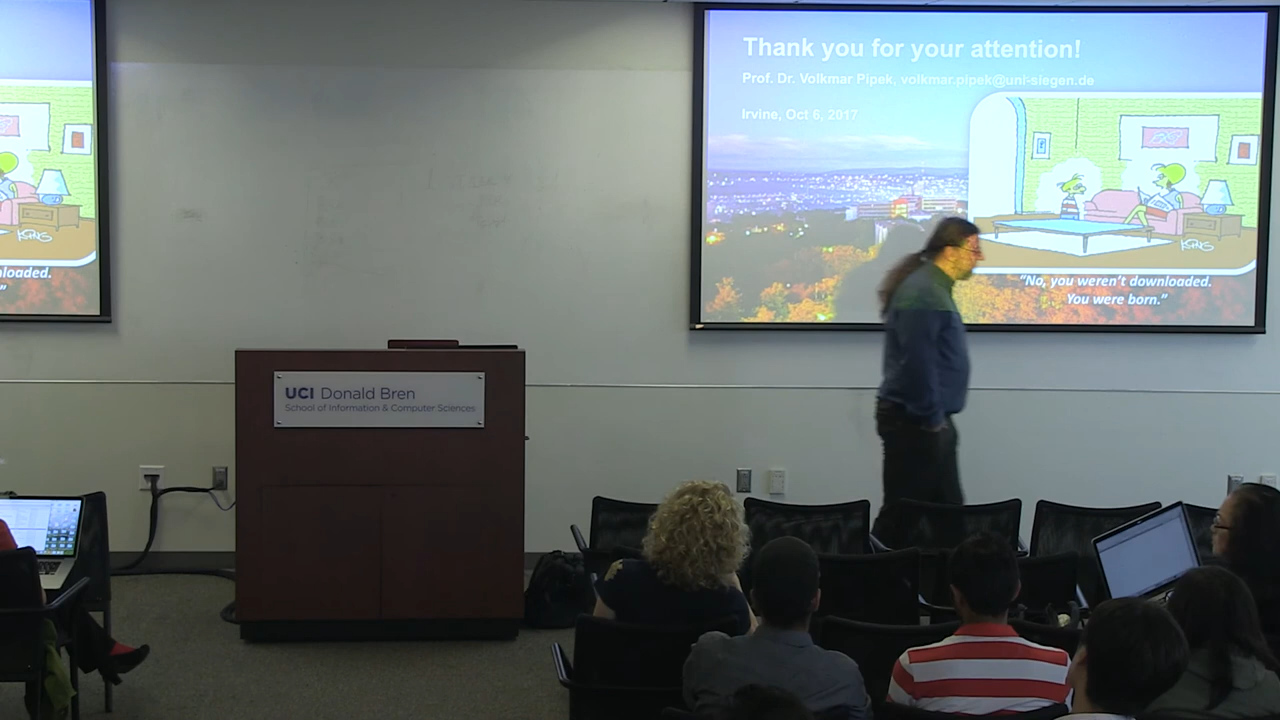 Thank you for your attention!
Prof. Dr. Volkmar Pipek, volkmar.pipek@uni-siegen.de
Irvine, Oct 6, 2017
"No, you weren't downloaded.
You were born."
UCI Donald Bren
School of Information & Computer Sciences